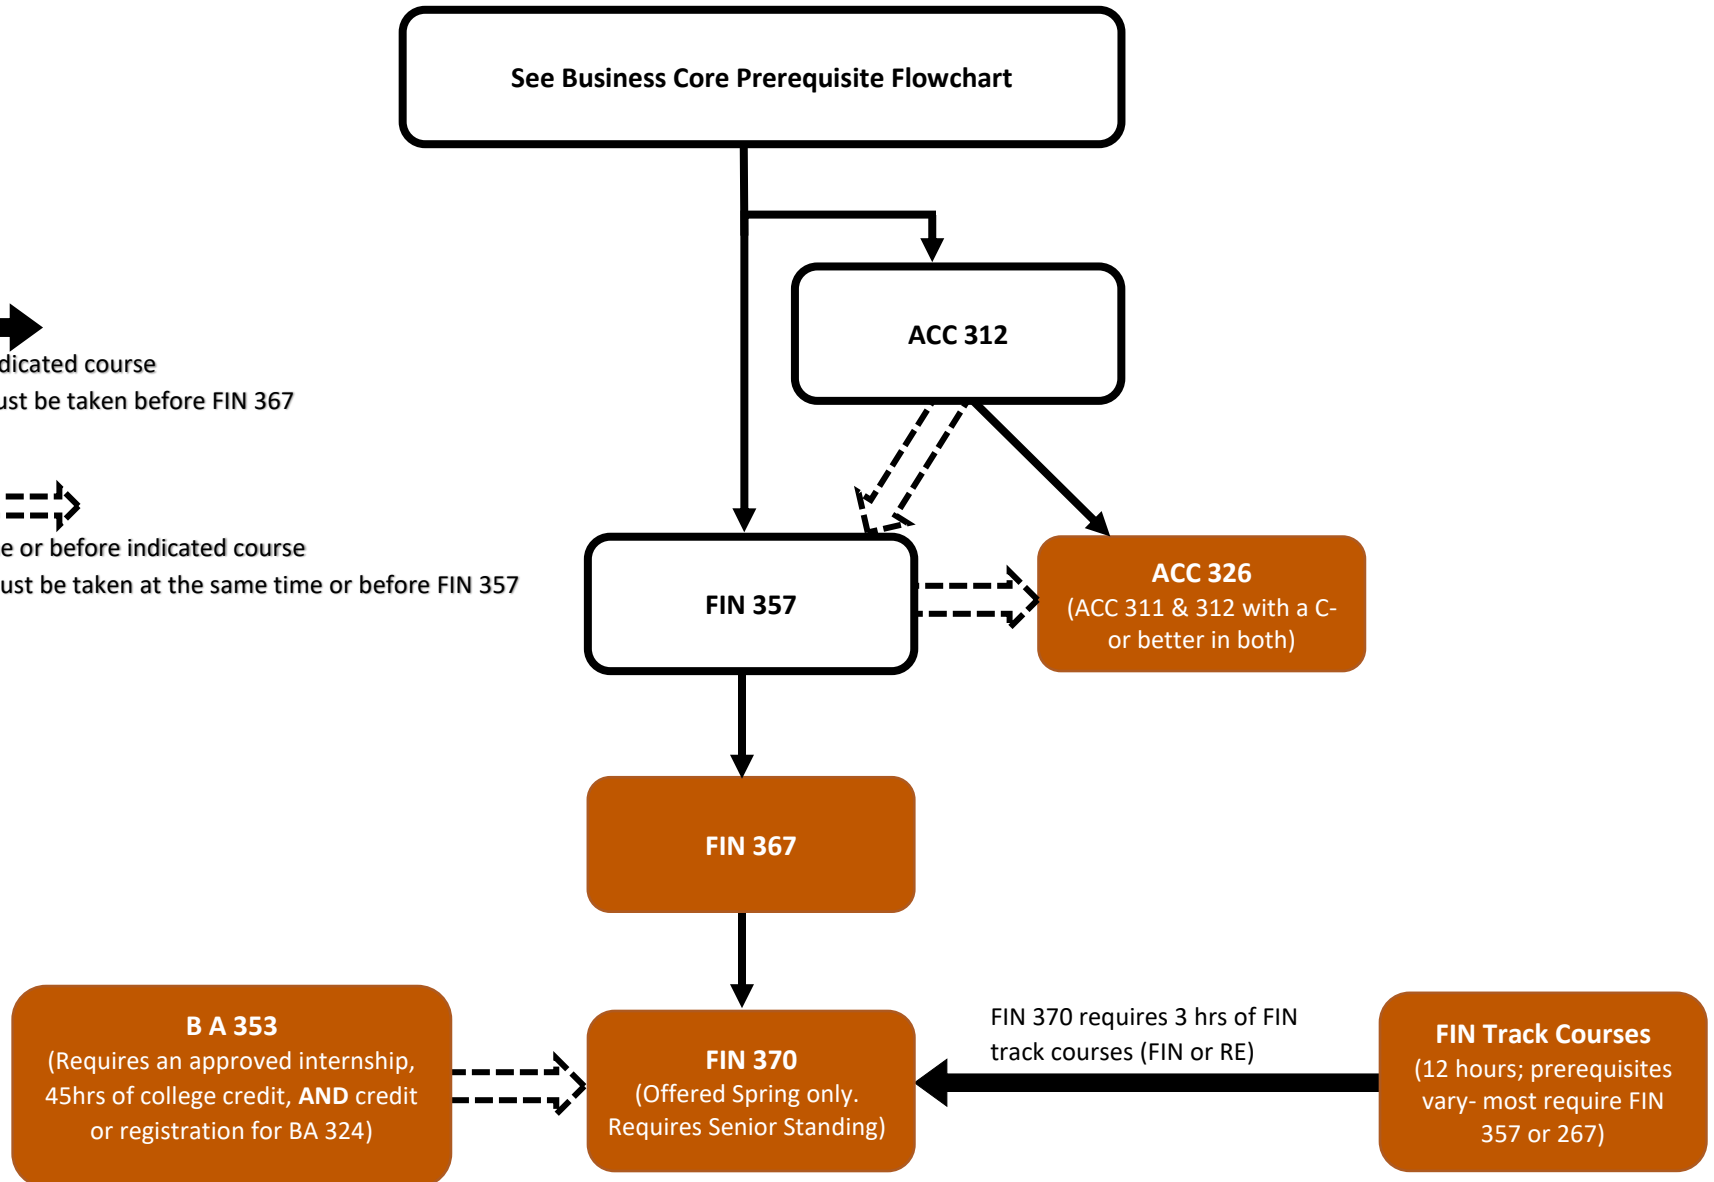 See Business Core Prerequisite Flowchart
ACC 312
dicated course
ust be taken before FIN 367
e or before indicated course
ust be taken at the same time or before FIN 357
FIN 357
ACC 326
(ACC 311 & 312 with a C-
or better in both)
FIN 367
B A 353
(Requires an approved internship,
45hrs of college credit, AND credit
or registration for BA 324)
FIN 370
(Offered Spring only.
Requires Senior Standing)
FIN 370 requires 3 hrs of FIN
track courses (FIN or RE)
FIN Track Courses
(12 hours; prerequisites
vary- most require FIN
357 or 267)